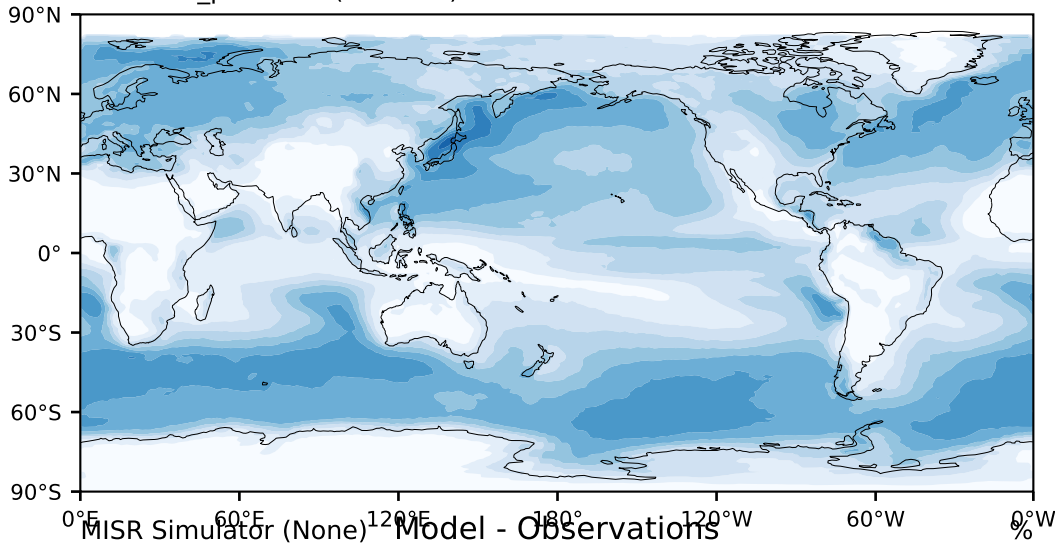 90°N
60°N
30°N
0°
30°S
60°S
90°S
0°E 60°E 120°E 180°W 120°W 60°W 0°W
MISR Simulator (None) Model - Observations %